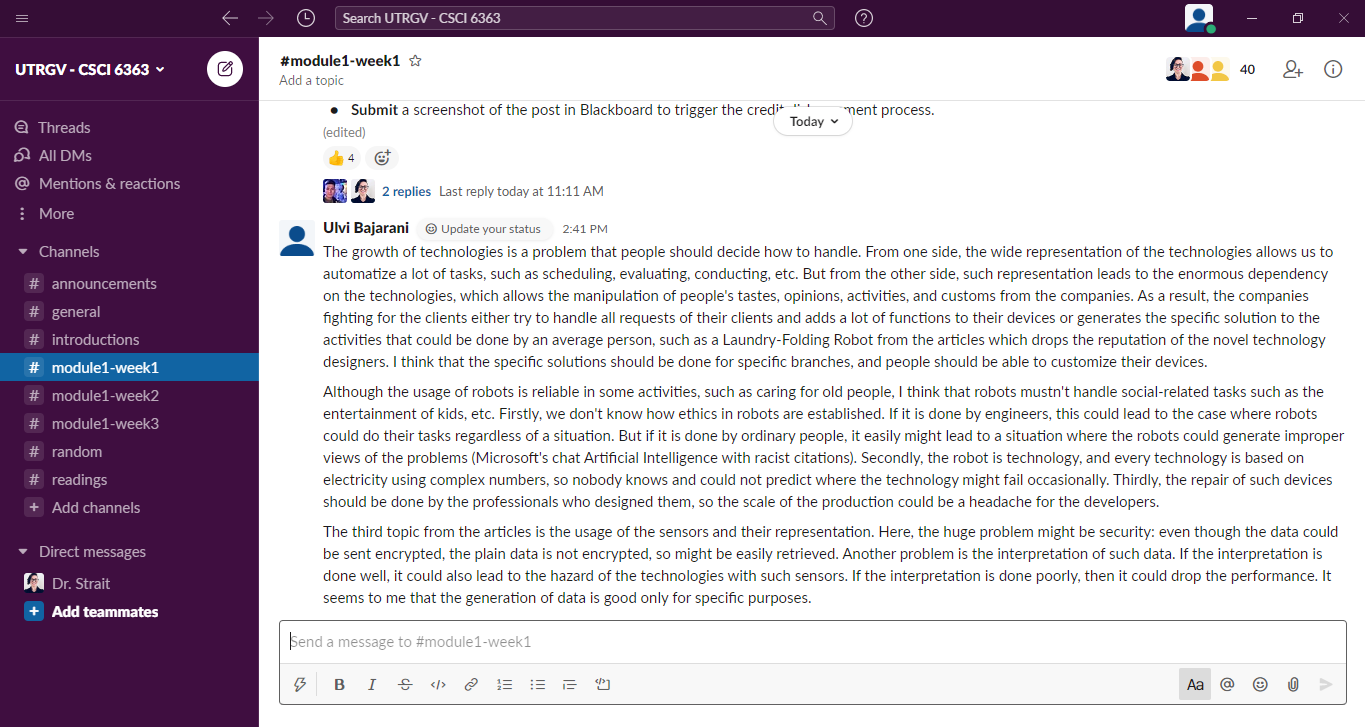 Search UTRGV - CSCI 6363
UTRGV - CSCI 6363
Threads
All DMs
Mentions & reactions
More
Channels
# announcements
# general
# introductions
# module1-week1
# module1-week2
# module1-week3
# random
# readings
+ Add channels
Direct messages
Dr. Strait
+ Add teammates
#module1-week1
Add a topic
40
• Submit a screenshot of the post in Blackboard to trigger the credit
Today
(edited)
4
2 replies Last reply today at 11:11 AM
Ulvi Bajarani Update your status 2:41 PM
The growth of technologies is a problem that people should decide how to handle. From one side, the wide representation of the technologies allows us to
automatize a lot of tasks, such as scheduling, evaluating, conducting, etc. But from the other side, such representation leads to the enormous dependency
on the technologies, which allows the manipulation of people's tastes, opinions, activities, and customs from the companies. As a result, the companies
fighting for the clients either try to handle all requests of their clients and adds a lot of functions to their devices or generates the specific solution to the
activities that could be done by an average person, such as a Laundry-Folding Robot from the articles which drops the reputation of the novel technology
designers. I think that the specific solutions should be done for specific branches, and people should be able to customize their devices.
Although the usage of robots is reliable in some activities, such as caring for old people, I think that robots mustn't handle social-related tasks such as the
entertainment of kids, etc. Firstly, we don't know how ethics in robots are established. If it is done by engineers, this could lead to the case where robots
could do their tasks regardless of a situation. But if it is done by ordinary people, it easily might lead to a situation where the robots could generate improper
views of the problems (Microsoft's chat Artificial Intelligence with racist citations). Secondly, the robot is technology, and every technology is based on
electricity using complex numbers, so nobody knows and could not predict where the technology might fail occasionally. Thirdly, the repair of such devices
should be done by the professionals who designed them, so the scale of the production could be a headache for the developers.
The third topic from the articles is the usage of the sensors and their representation. Here, the huge problem might be security: even though the data could
be sent encrypted, the plain data is not encrypted, so might be easily retrieved. Another problem is the interpretation of such data. If the interpretation is
done well, it could also lead to the hazard of the technologies with such sensors. If the interpretation is done poorly, then it could drop the performance. It
seems to me that the generation of data is good only for specific purposes.
Send a message to #module1-week1
B I S </> Aa @